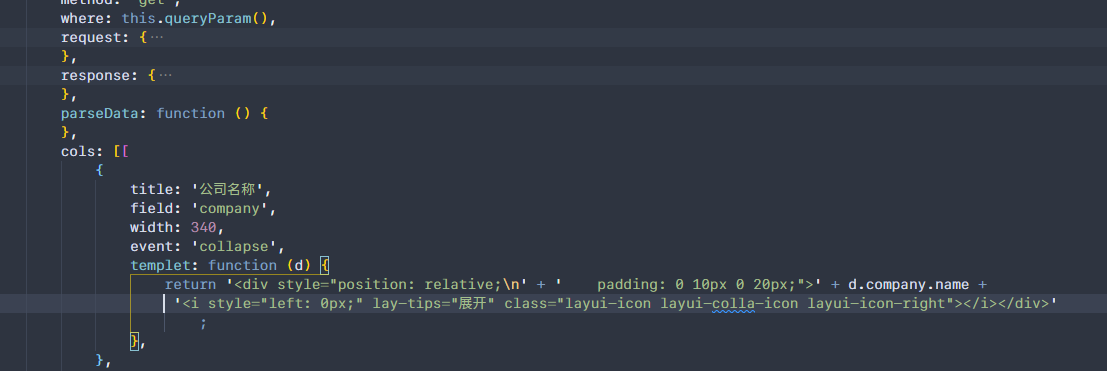 method: 'get',
where: this.queryParam(),
request: {···
},
response: {···
},
parseData: function () {
},
cols: [[
{
title: '公司名称',
field: 'company',
width: 340,
event: 'collapse',
templet: function (d) {
return '<div style="position: relative;\n' + '    padding: 0 10px 0 20px;">' + d.company.name +
'<i style="left: 0px;" lay-tips="展开" class="layui-icon layui-colla-icon layui-icon-right"></i></div>'
;
},
},